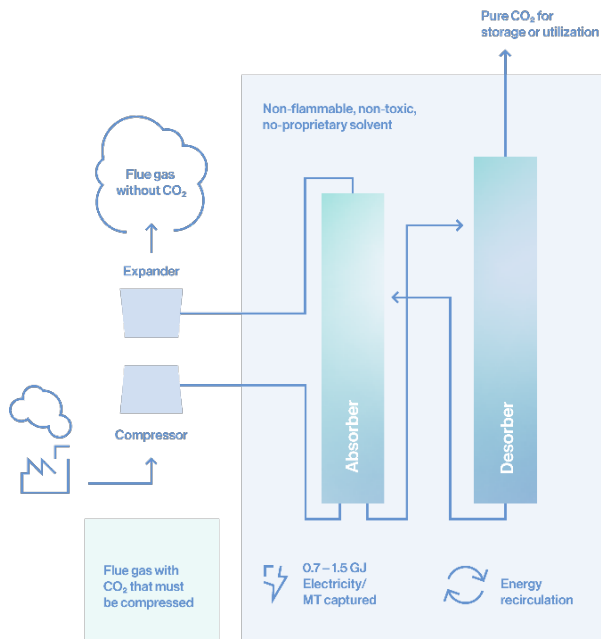 Pure CO₂ for
storage or utilization
Non-flammable, non-toxic,
no-proprietary solvent
Flue gas
without CO₂
Expander
Compressor
Absorber
Desorber
Flue gas with
CO₂ that must
be compressed
0.7 – 1.5 GJ
Electricity/
MT captured
Energy
recirculation